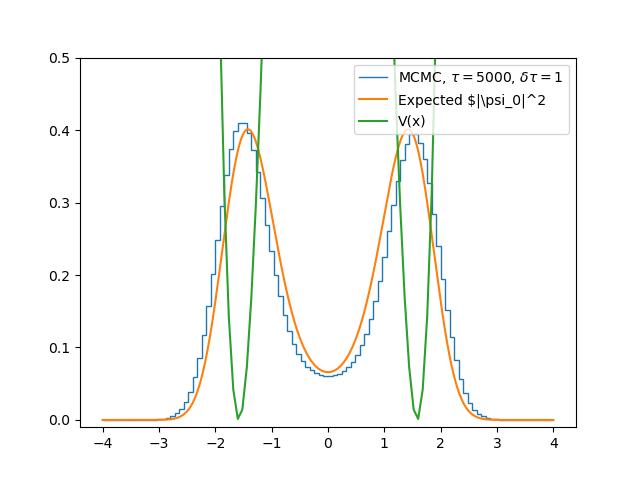 0.5
0.4
0.3
0.2
0.1
0.0
MCMC, τ = 5000, δτ = 1
Expected $|\psi_0|^2
V(x)
−4 −3 −2 −1 0 1 2 3 4